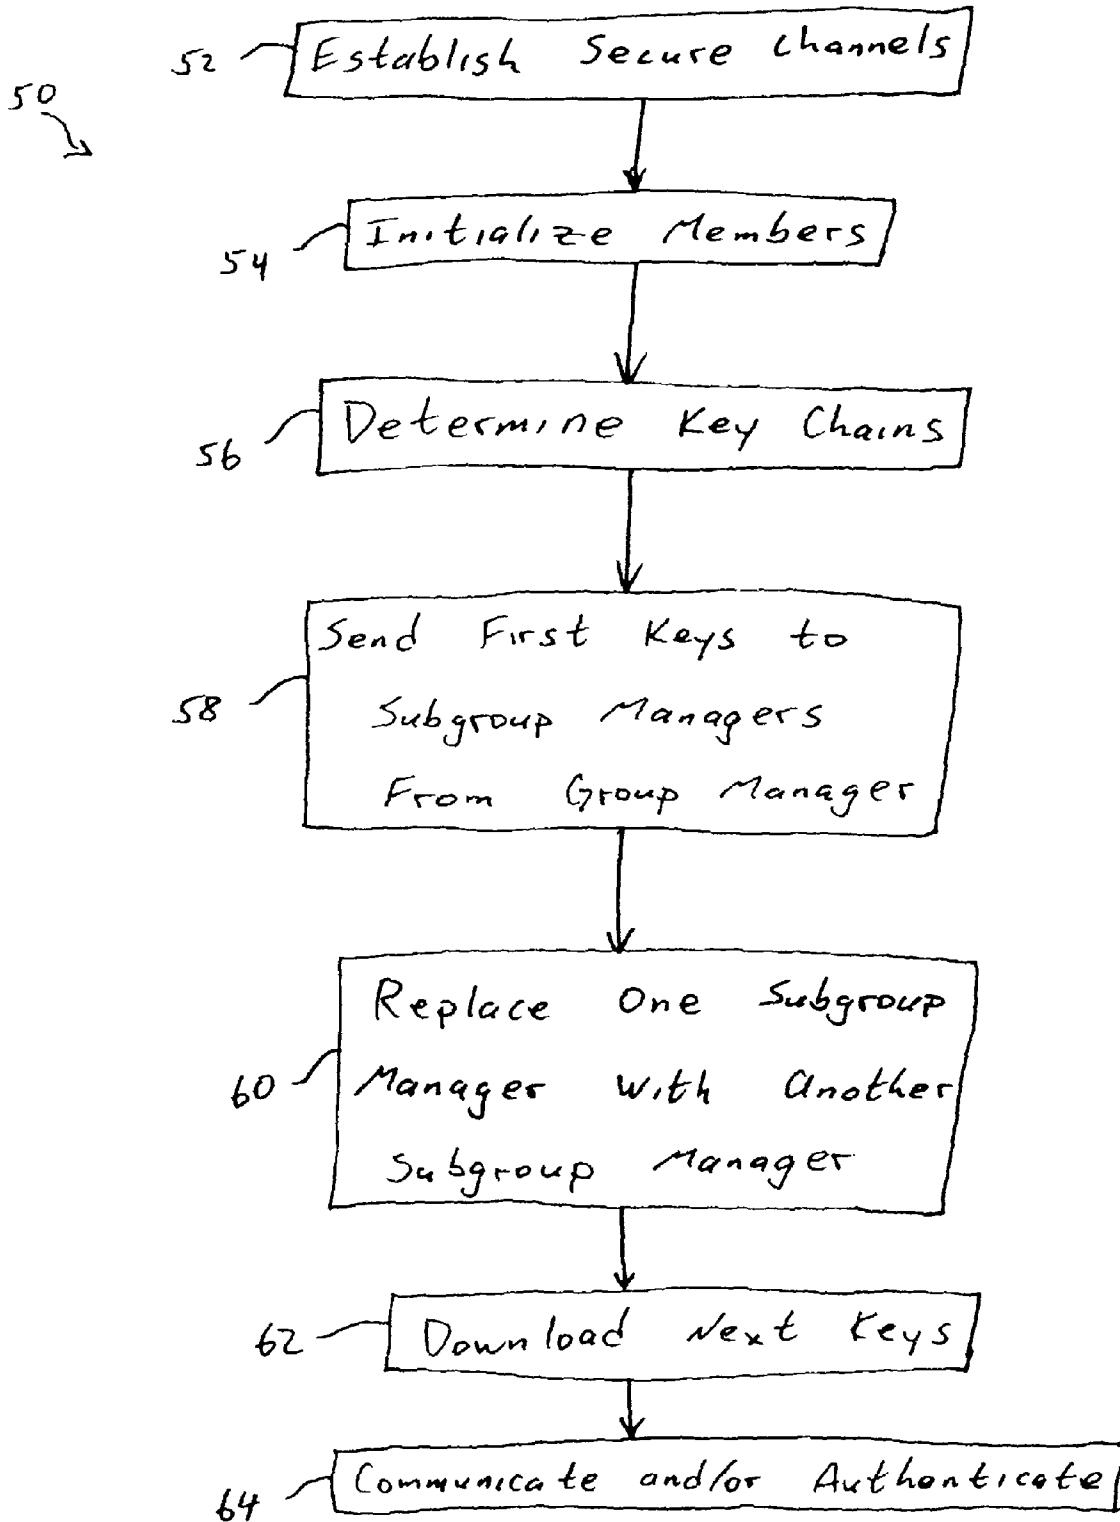 52 Establish Secure Channels
50
54 Initialize Members
56 Determine Key Chains
Send First Keys to
58 Subgroup Managers
From Group Manager
Replace One Subgroup
60 Manager With Another
Subgroup Manager
62 Download Next Keys
64 Communicate and/or Authenticate